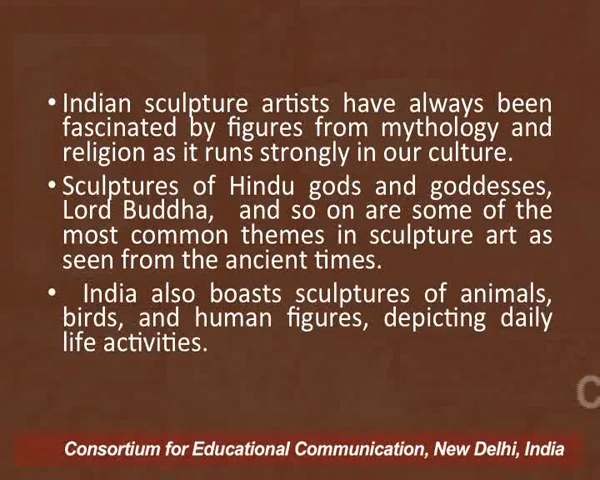 • Indian sculpture artists have always been
fascinated by figures from mythology and
religion as it runs strongly in our culture.
• Sculptures of Hindu gods and goddesses,
Lord Buddha, and so on are some of the
most common themes in sculpture art as
seen from the ancient times.
• India also boasts sculptures of animals,
birds, and human figures, depicting daily
life activities.
C
Consortium for Educational Communication, New Delhi, India